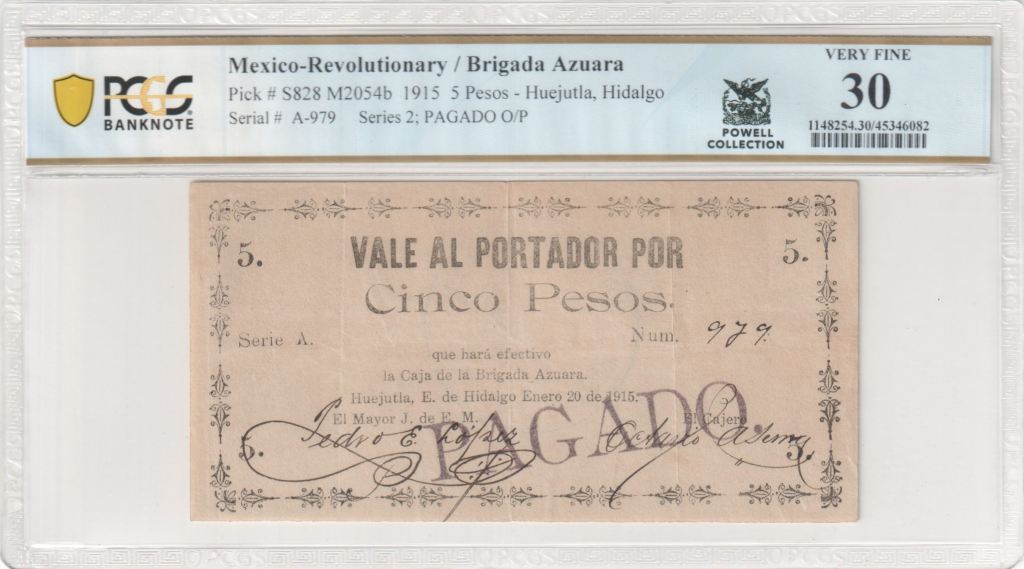 PCGS
BANKNOTE
Mexico-Revolutionary / Brigada Azuara
Pick # S828 M2054b 1915 5 Pesos - Huejutla, Hidalgo
Serial # A-979 Series 2; PAGADO O/P
POWELL
COLLECTION
VERY FINE
30
1148254.30/45346082
5. VALE AL PORTADOR POR 5.
Cinco Pesos.
Serie A. Num. 979.
que hará efectivo
la Caja de la Brigada Azuara.
Huejutla, E. de Hidalgo Enero 20 de 1915.
El Mayor J. de E. M. El Cajero
5. Pedro E. López Octavio 5.
PAGADO.